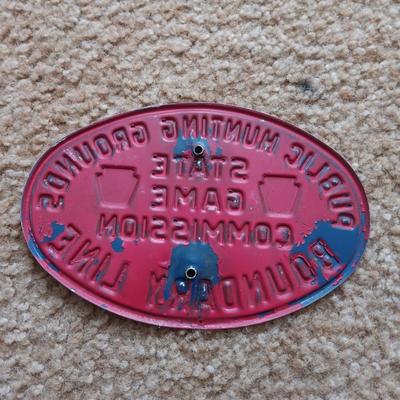 PUBLIC HUNTING GROUNDS
STATE
GAME
COMMISSION
BOUNDARY LINE